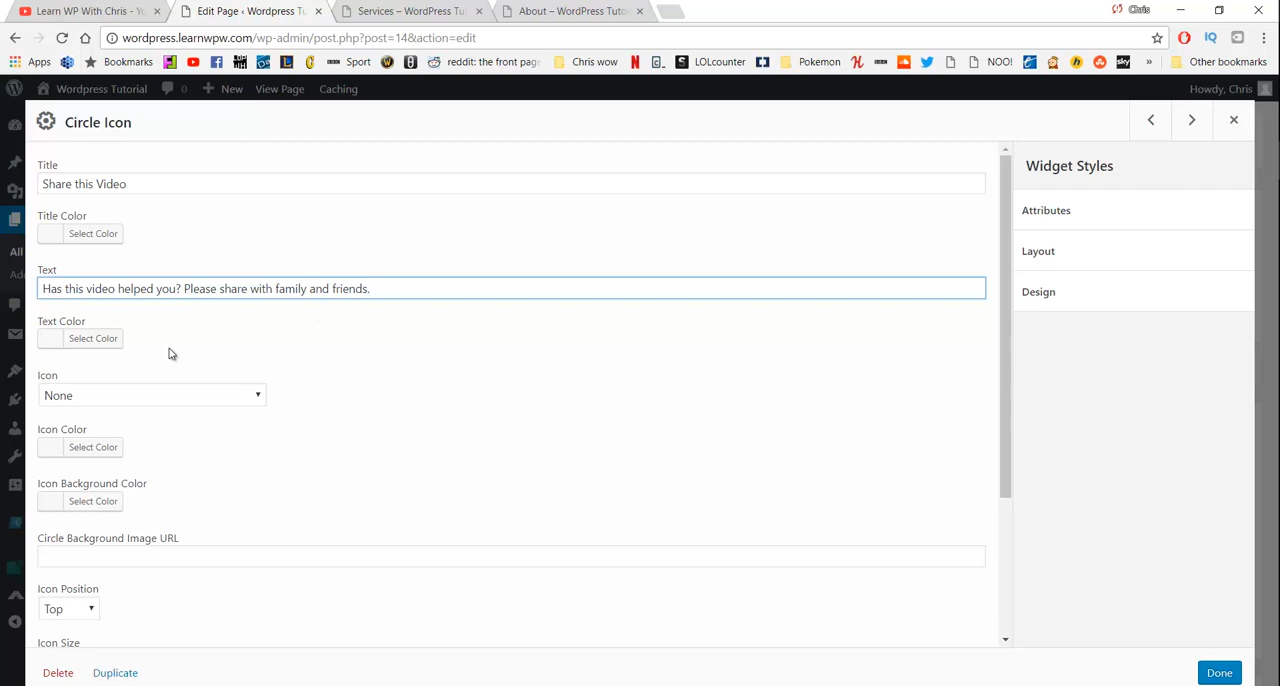 Learn WP With Chris - Yo
Edit Page ‹ Wordpress Tu
Services – WordPress Tut
About – WordPress Tutor
Chris
wordpress.learnwpw.com/wp-admin/post.php?post=14&action=edit
Apps
Bookmarks
Sport
reddit: the front page
Chris wow
LOLcounter
Pokemon
NOO!
sky
»
Other bookmarks
Wordpress Tutorial
0
+ New
View Page
Caching
Howdy, Chris
Circle Icon
Title
Share this Video
Title Color
Select Color
Text
Has this video helped you? Please share with family and friends.
Text Color
Select Color
Icon
None
Icon Color
Select Color
Icon Background Color
Select Color
Circle Background Image URL
Icon Position
Top
Icon Size
Widget Styles
Attributes
Layout
Design
All
Add
Delete
Duplicate
Done